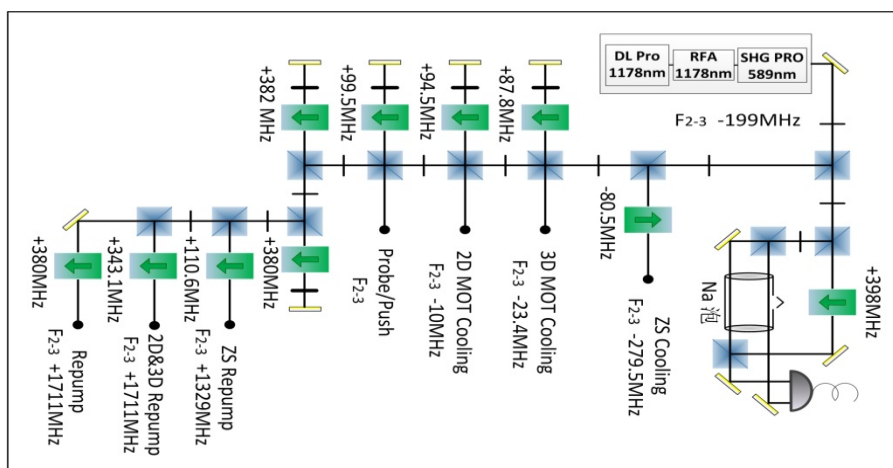 DL Pro
1178nm
RFA
1178nm
SHG PRO
589nm
F2-3 -199MHz
+382 MHz
+99.5MHz
+94.5MHz
+87.8MHz
-80.5MHz
+398MHz
Na 泡
λ/4
ZS Cooling
F2-3 -279.5MHz
3D MOT Cooling
F2-3 -23.4MHz
2D MOT Cooling
F2-3 -10MHz
Probe/Push
F2-3
+380MHz
+110.6MHz
+343.1MHz
+380MHz
ZS Repump
F2-3 +1329MHz
2D&3D Repump
F2-3 +1711MHz
Repump
F2-3 +1711MHz